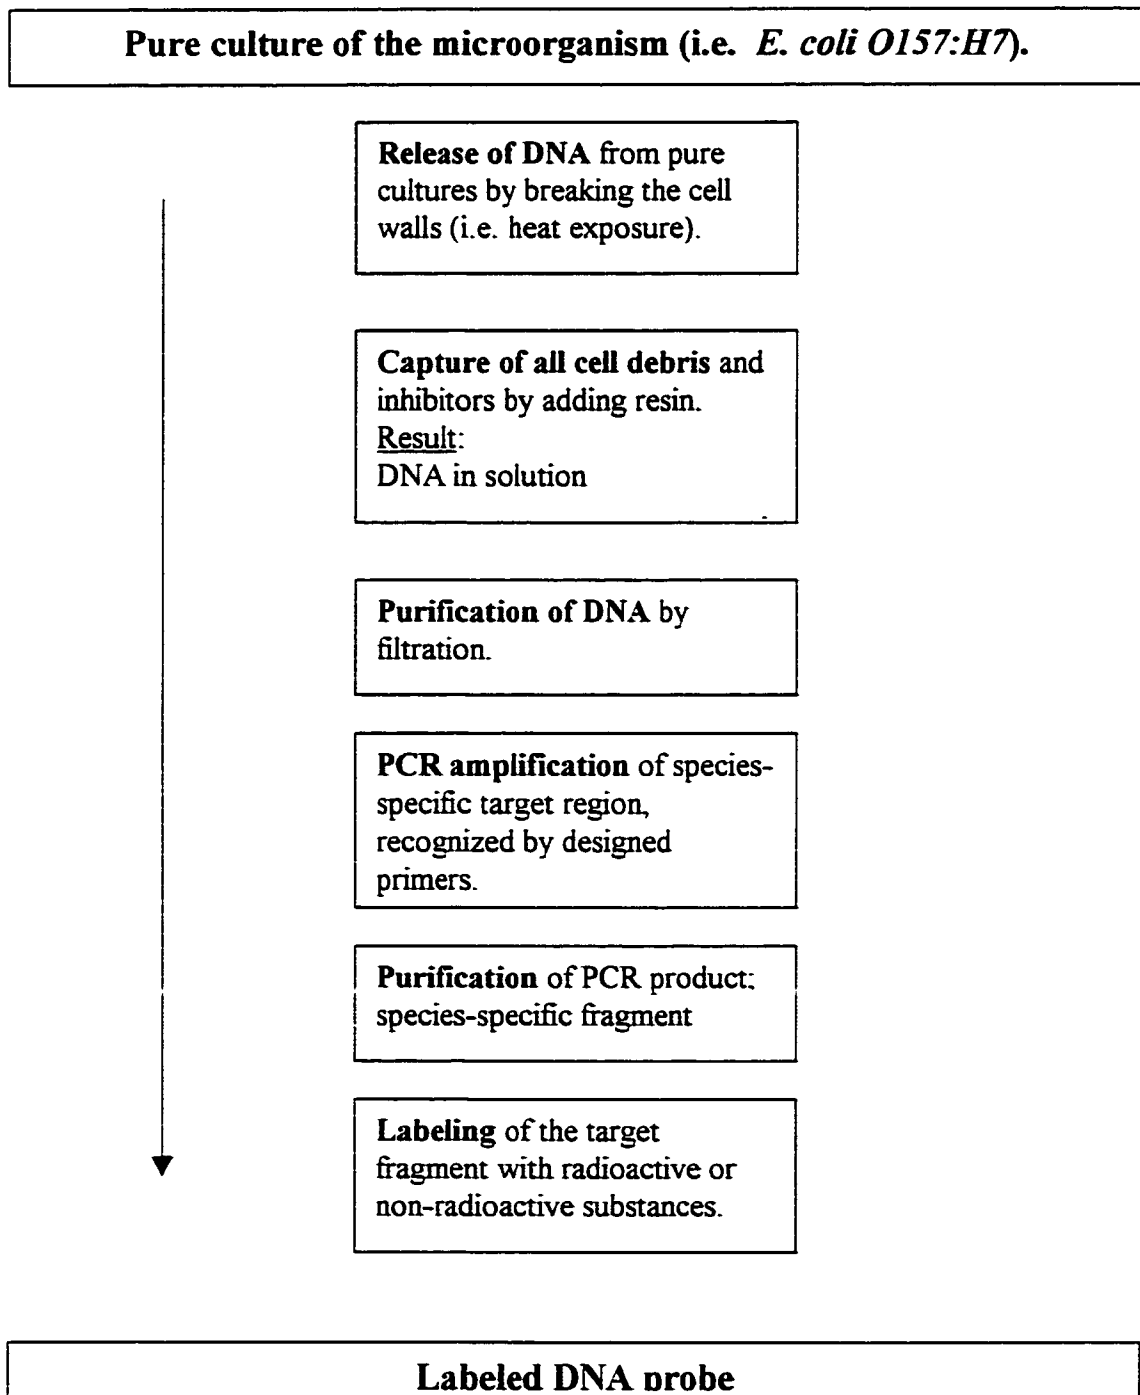 Pure culture of the microorganism (i.e. E. coli O157:H7).
Release of DNA from pure
cultures by breaking the cell
walls (i.e. heat exposure).
Capture of all cell debris and
inhibitors by adding resin.
Result:
DNA in solution
Purification of DNA by
filtration.
PCR amplification of species-
specific target region,
recognized by designed
primers.
Purification of PCR product:
species-specific fragment
Labeling of the target
fragment with radioactive or
non-radioactive substances.
Labeled DNA probe